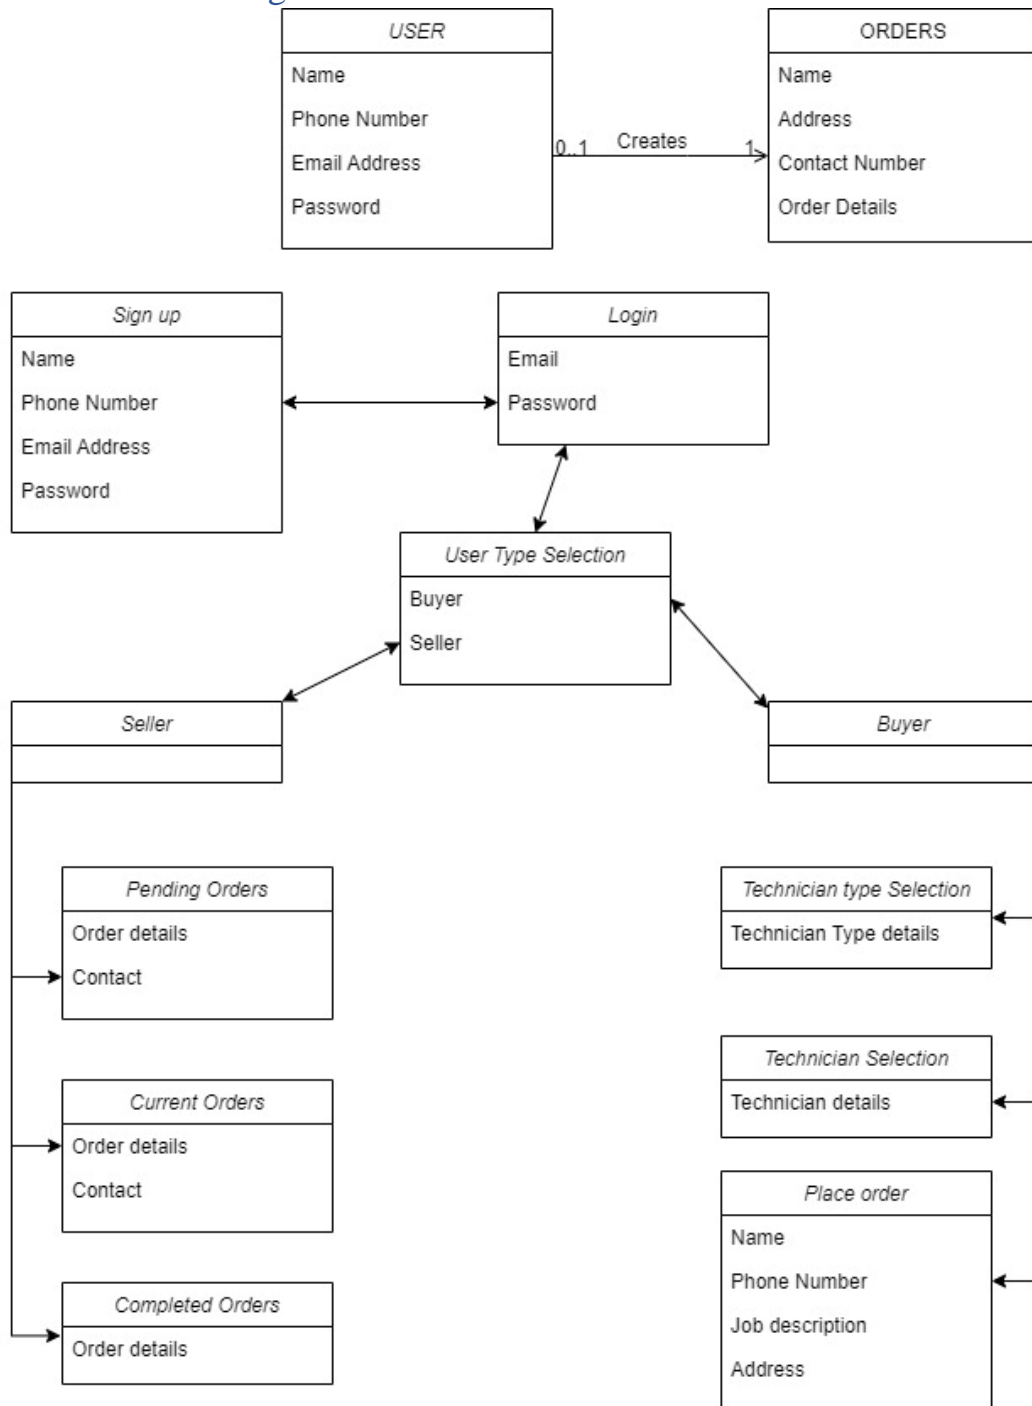 USER
Name
Phone Number
Email Address
Password
0..1 Creates 1
ORDERS
Name
Address
Contact Number
Order Details
Sign up
Name
Phone Number
Email Address
Password
Login
Email
Password
User Type Selection
Buyer
Seller
Seller
Buyer
Pending Orders
Order details
Contact
Current Orders
Order details
Contact
Completed Orders
Order details
Technician type Selection
Technician Type details
Technician Selection
Technician details
Place order
Name
Phone Number
Job description
Address